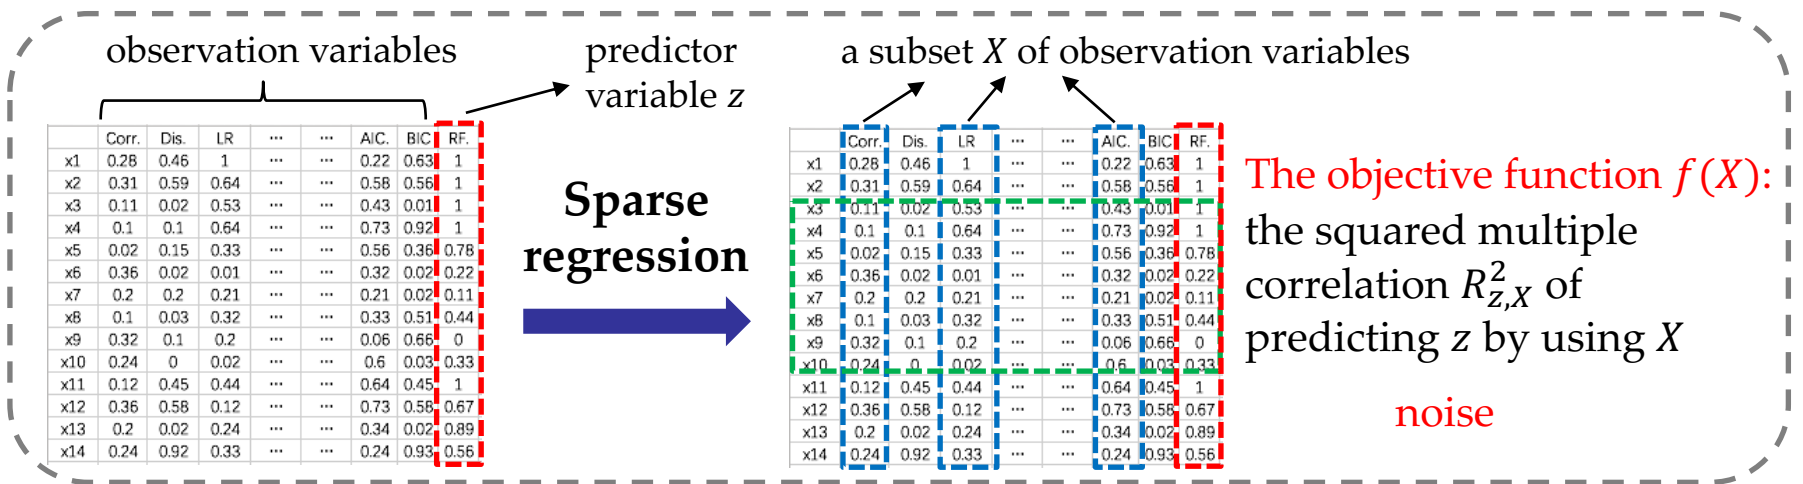 observation variables
predictor
variable z
Corr. Dis. LR ... ... AIC. BIC RF.
x1 0.28 0.46 1 ... ... 0.22 0.63 1
x2 0.31 0.59 0.64 ... ... 0.58 0.56 1
x3 0.11 0.02 0.53 ... ... 0.43 0.01 1
x4 0.1 0.1 0.64 ... ... 0.73 0.92 1
x5 0.02 0.15 0.33 ... ... 0.56 0.36 0.78
x6 0.36 0.02 0.01 ... ... 0.32 0.02 0.22
x7 0.2 0.2 0.21 ... ... 0.21 0.02 0.11
x8 0.1 0.03 0.32 ... ... 0.33 0.51 0.44
x9 0.32 0.1 0.2 ... ... 0.06 0.66 0
x10 0.24 0 0.02 ... ... 0.6 0.03 0.33
x11 0.12 0.45 0.44 ... ... 0.64 0.45 1
x12 0.36 0.58 0.12 ... ... 0.73 0.58 0.67
x13 0.2 0.02 0.24 ... ... 0.34 0.02 0.89
x14 0.24 0.92 0.33 ... ... 0.24 0.93 0.56
Sparse
regression
a subset X of observation variables
Corr. Dis. LR ... ... AIC. BIC RF.
x1 0.28 0.46 1 ... ... 0.22 0.63 1
x2 0.31 0.59 0.64 ... ... 0.58 0.56 1
x3 0.11 0.02 0.53 ... ... 0.43 0.01 1
x4 0.1 0.1 0.64 ... ... 0.73 0.92 1
x5 0.02 0.15 0.33 ... ... 0.56 0.36 0.78
x6 0.36 0.02 0.01 ... ... 0.32 0.02 0.22
x7 0.2 0.2 0.21 ... ... 0.21 0.02 0.11
x8 0.1 0.03 0.32 ... ... 0.33 0.51 0.44
x9 0.32 0.1 0.2 ... ... 0.06 0.66 0
x10 0.24 0 0.02 ... ... 0.6 0.03 0.33
x11 0.12 0.45 0.44 ... ... 0.64 0.45 1
x12 0.36 0.58 0.12 ... ... 0.73 0.58 0.67
x13 0.2 0.02 0.24 ... ... 0.34 0.02 0.89
x14 0.24 0.92 0.33 ... ... 0.24 0.93 0.56
The objective function f(X):
the squared multiple
correlation R²z,X of
predicting z by using X
noise